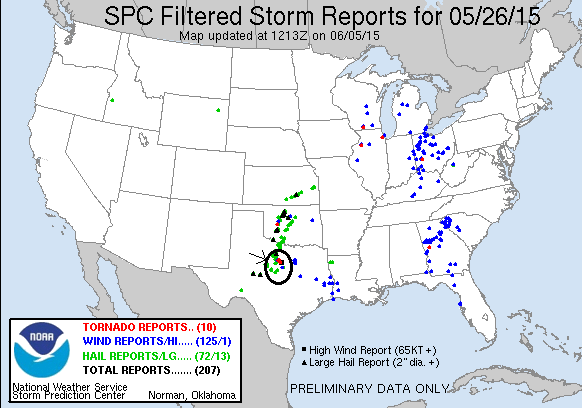 SPC Filtered Storm Reports for 05/26/15
Map updated at 1213Z on 06/05/15
TORNADO REPORTS.. (10)
WIND REPORTS/HI..... (125/1)
HAIL REPORTS/LG..... (72/13)
TOTAL REPORTS....... (207)
NOAA
National Weather Service
Storm Prediction Center Norman, Oklahoma
High Wind Report (65KT +)
Large Hail Report (2" dia. +)
PRELIMINARY DATA ONLY